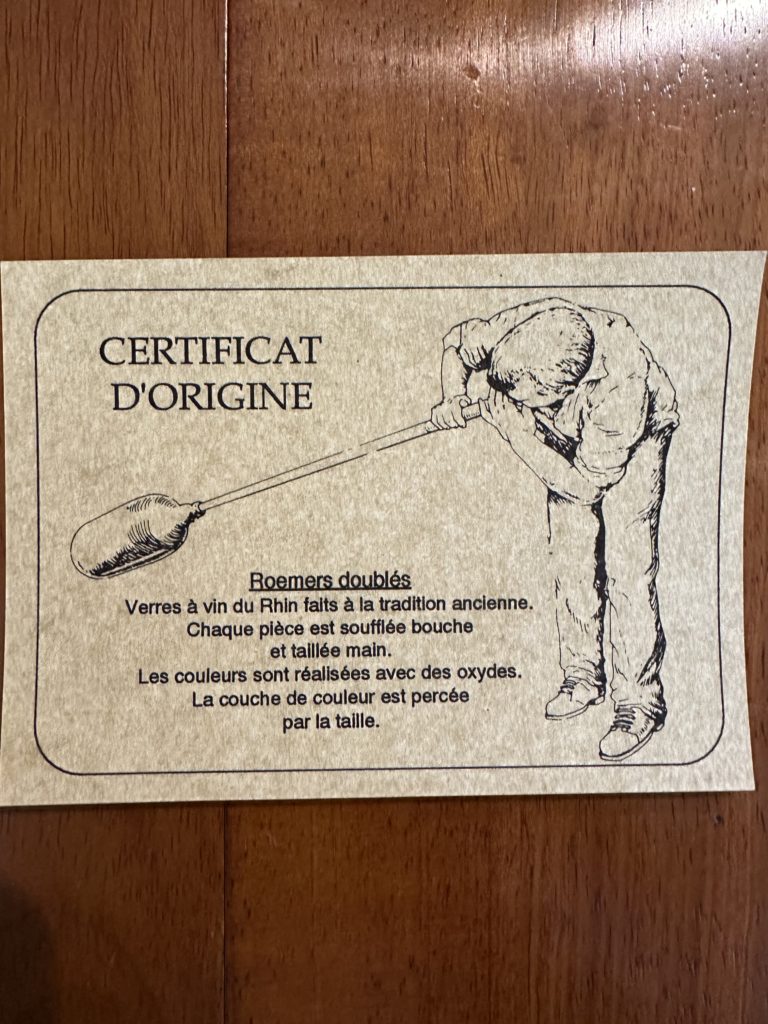 CERTIFICAT
D'ORIGINE
Roemers doublés
Verres à vin du Rhin faits à la tradition ancienne.
Chaque pièce est soufflée bouche
et taillée main.
Les couleurs sont réalisées avec des oxydes.
La couche de couleur est percée
par la taille.